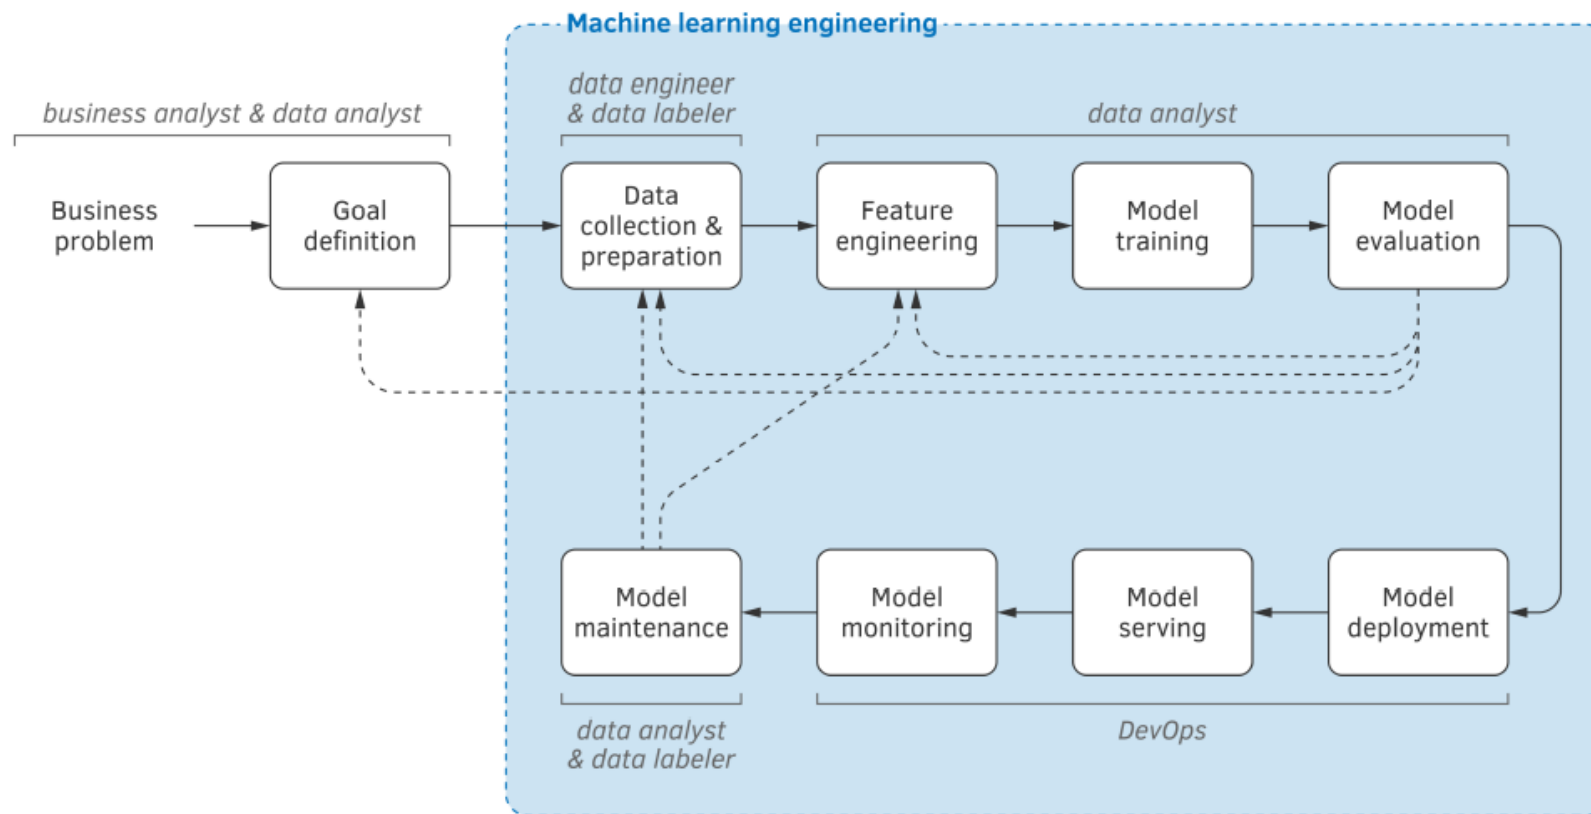 Machine learning engineering
business analyst & data analyst
data engineer
& data labeler
data analyst
Business
problem
Goal
definition
Data
collection &
preparation
Feature
engineering
Model
training
Model
evaluation
Model
maintenance
Model
monitoring
Model
serving
Model
deployment
data analyst
& data labeler
DevOps